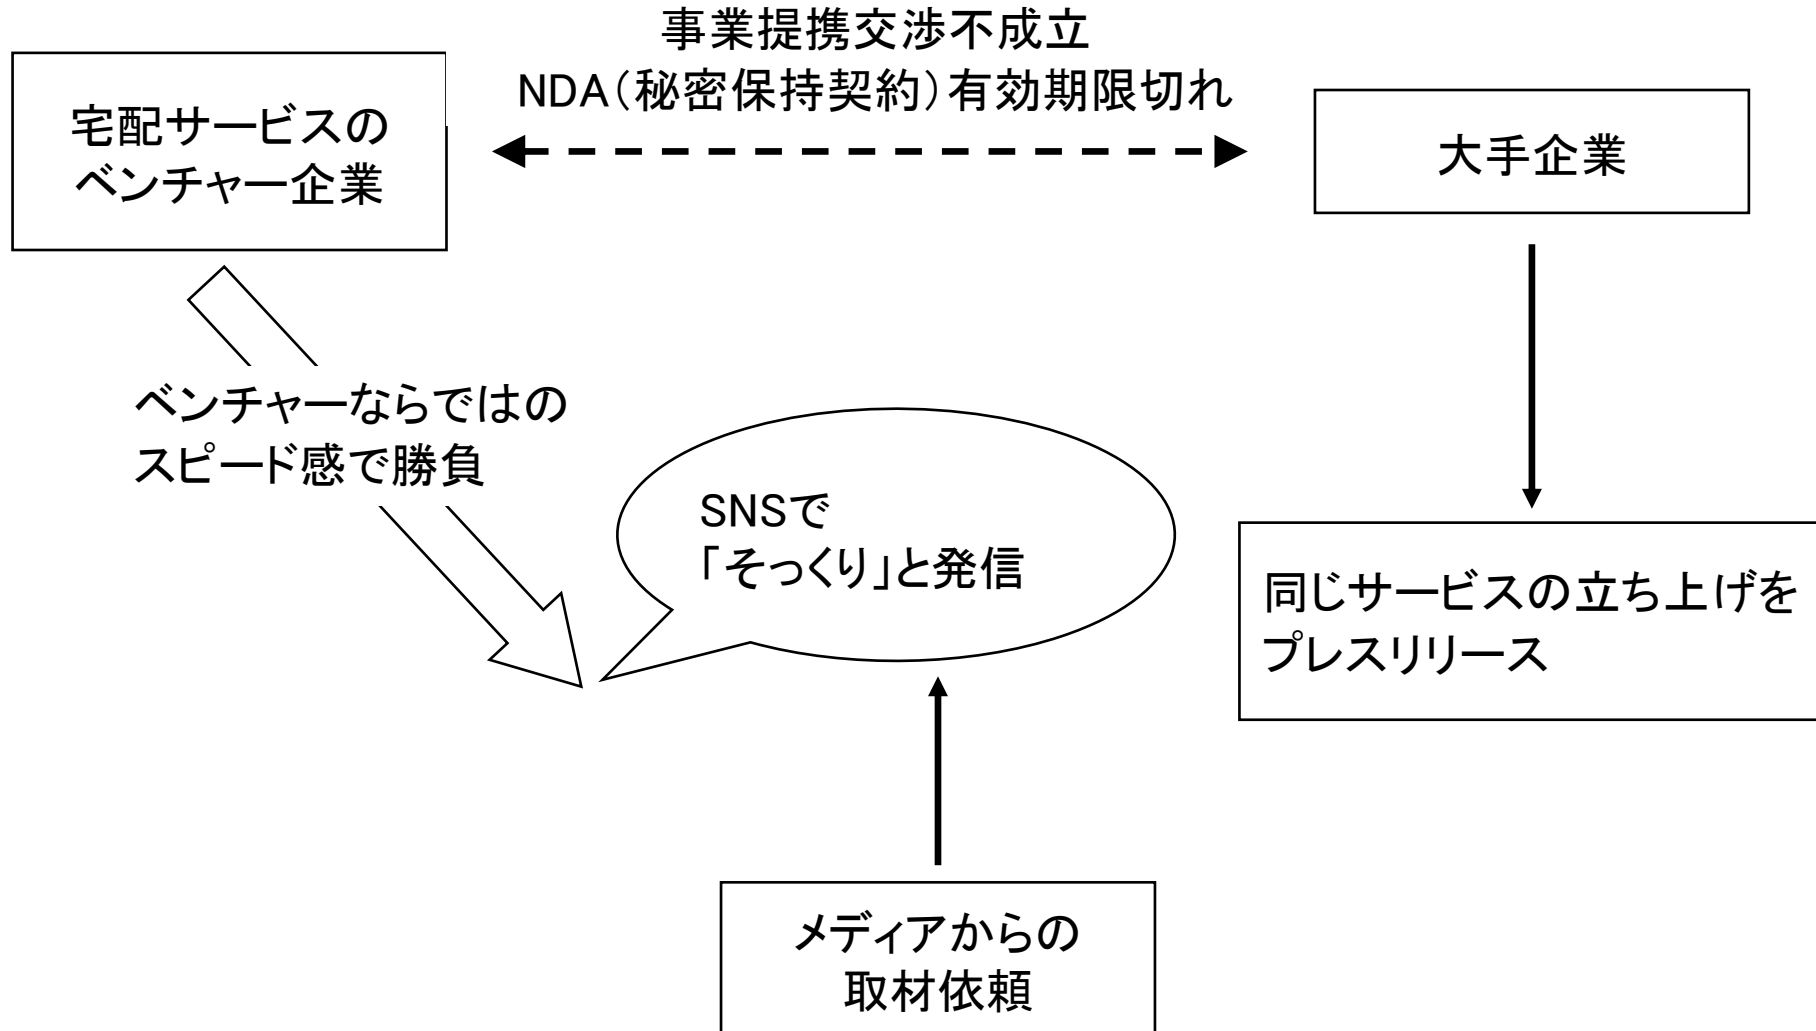 事業提携交渉不成立
NDA(秘密保持契約)有効期限切れ
宅配サービスの
ベンチャー企業
大手企業
ベンチャーならではの
スピード感で勝負
SNSで
「そっくり」と発信
同じサービスの立ち上げを
プレスリリース
メディアからの
取材依頼